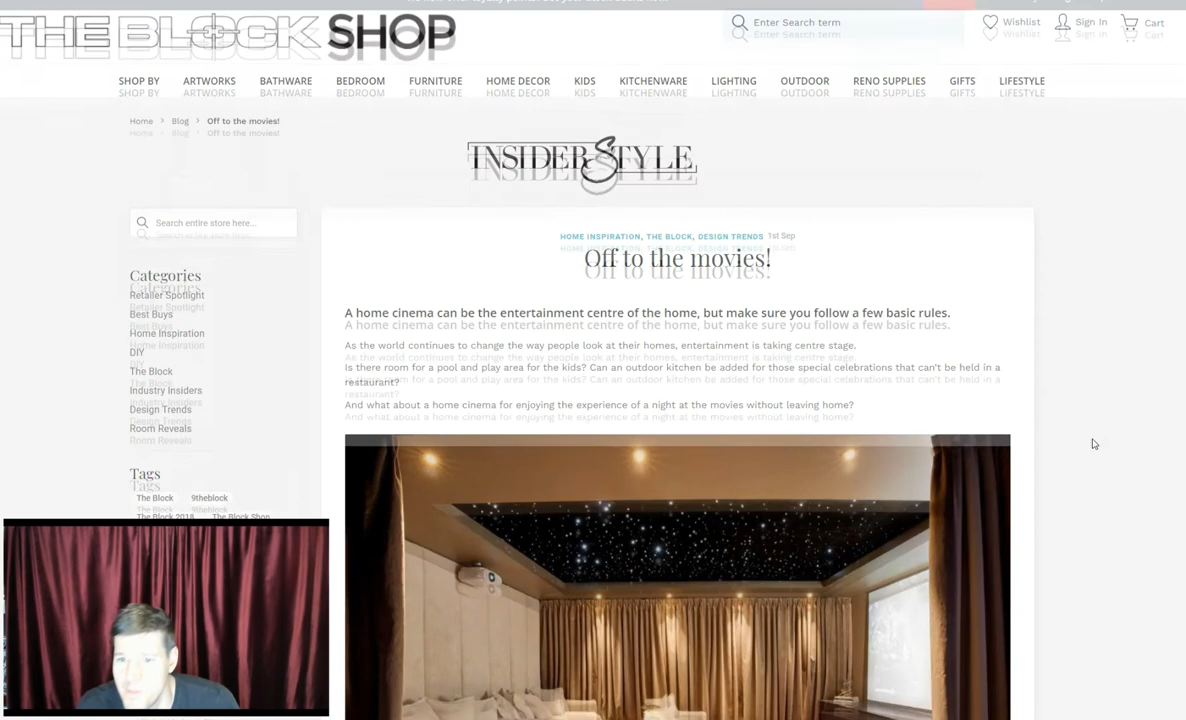 THE BLOCK SHOP
Enter Search term
Wishlist
Sign In
Cart
SHOP BY
ARTWORKS
BATHWARE
BEDROOM
FURNITURE
HOME DECOR
KIDS
KITCHENWARE
LIGHTING
OUTDOOR
RENO SUPPLIES
GIFTS
LIFESTYLE
Home > Blog > Off to the movies!
INSIDER STYLE
Search entire store here...
Categories
Retailer Spotlight
Best Buys
Home Inspiration
DIY
The Block
Industry Insiders
Design Trends
Room Reveals
Tags
The Block
9theblock
The Block 2018
The Block Shop
HOME INSPIRATION, THE BLOCK, DESIGN TRENDS 1st Sep
Off to the movies!
A home cinema can be the entertainment centre of the home, but make sure you follow a few basic rules.
As the world continues to change the way people look at their homes, entertainment is taking centre stage.
Is there room for a pool and play area for the kids? Can an outdoor kitchen be added for those special celebrations that can't be held in a
restaurant?
And what about a home cinema for enjoying the experience of a night at the movies without leaving home?